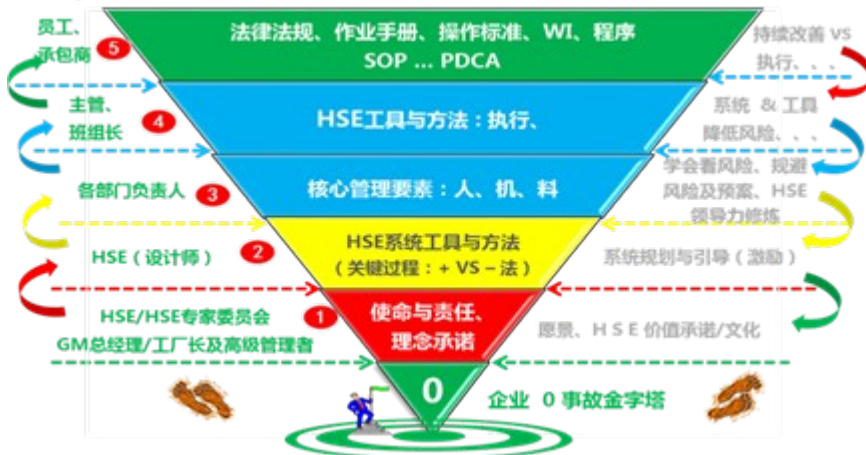 员工、
承包商
5
法律法规、作业手册、操作标准、WI、程序
SOP ... PDCA
持续改善 VS
执行、、、
主管、
班组长
4
HSE工具与方法：执行、
系统 & 工具
降低风险、、、
各部门负责人
3
核心管理要素：人、机、料
学会看风险、规避
风险及预案、HSE
领导力修炼
HSE（设计师）
2
HSE系统工具与方法
（关键过程：+ VS – 法）
系统规划与引导（激励）
HSE/HSE专家委员会
GM总经理/工厂长及高级管理者
1
使命与责任、
理念承诺
愿景、HSE价值承诺/文化
0
企业 0 事故金字塔